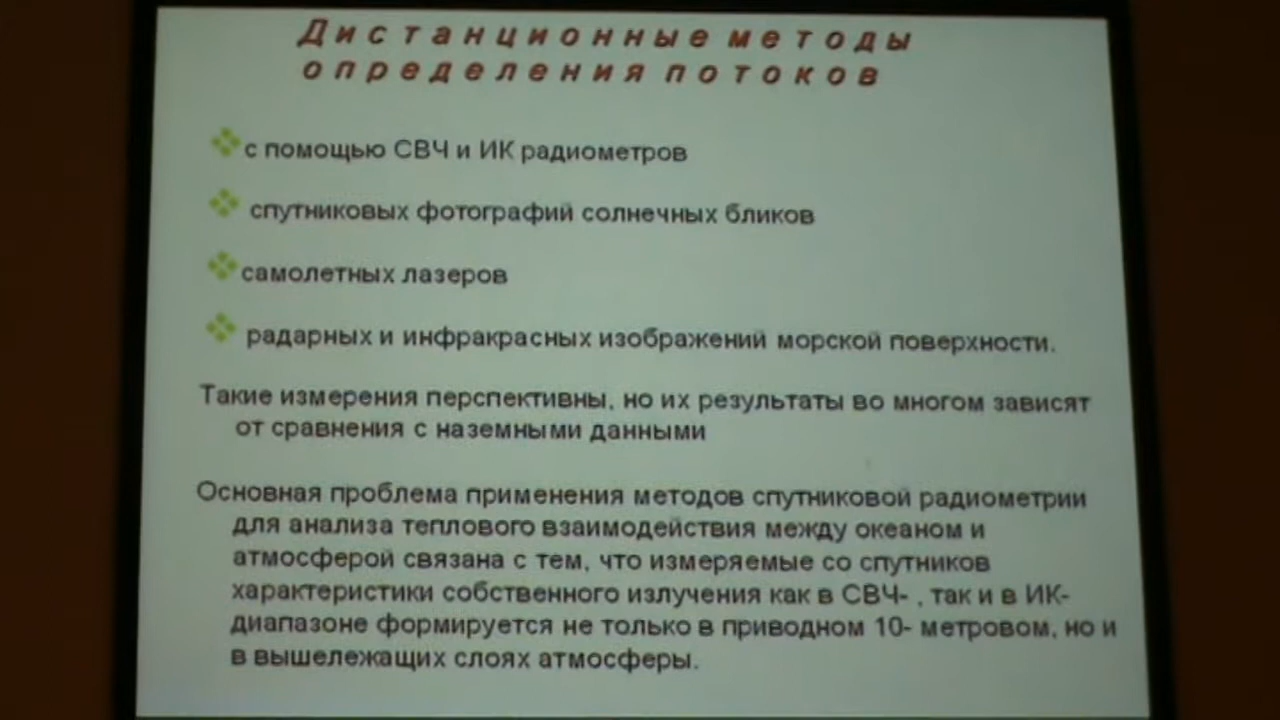 Дистанционные методы
определения потоков
с помощью СВЧ и ИК радиометров
спутниковых фотографий солнечных бликов
самолетных лазеров
радарных и инфракрасных изображений морской поверхности.
Такие измерения перспективны, но их результаты во многом зависят
от сравнения с наземными данными
Основная проблема применения методов спутниковой радиометрии
для анализа теплового взаимодействия между океаном и
атмосферой связана с тем, что измеряемые со спутников
характеристики собственного излучения как в СВЧ- , так и в ИК-
диапазоне формируется не только в приводном 10- метровом, но и
в вышележащих слоях атмосферы.